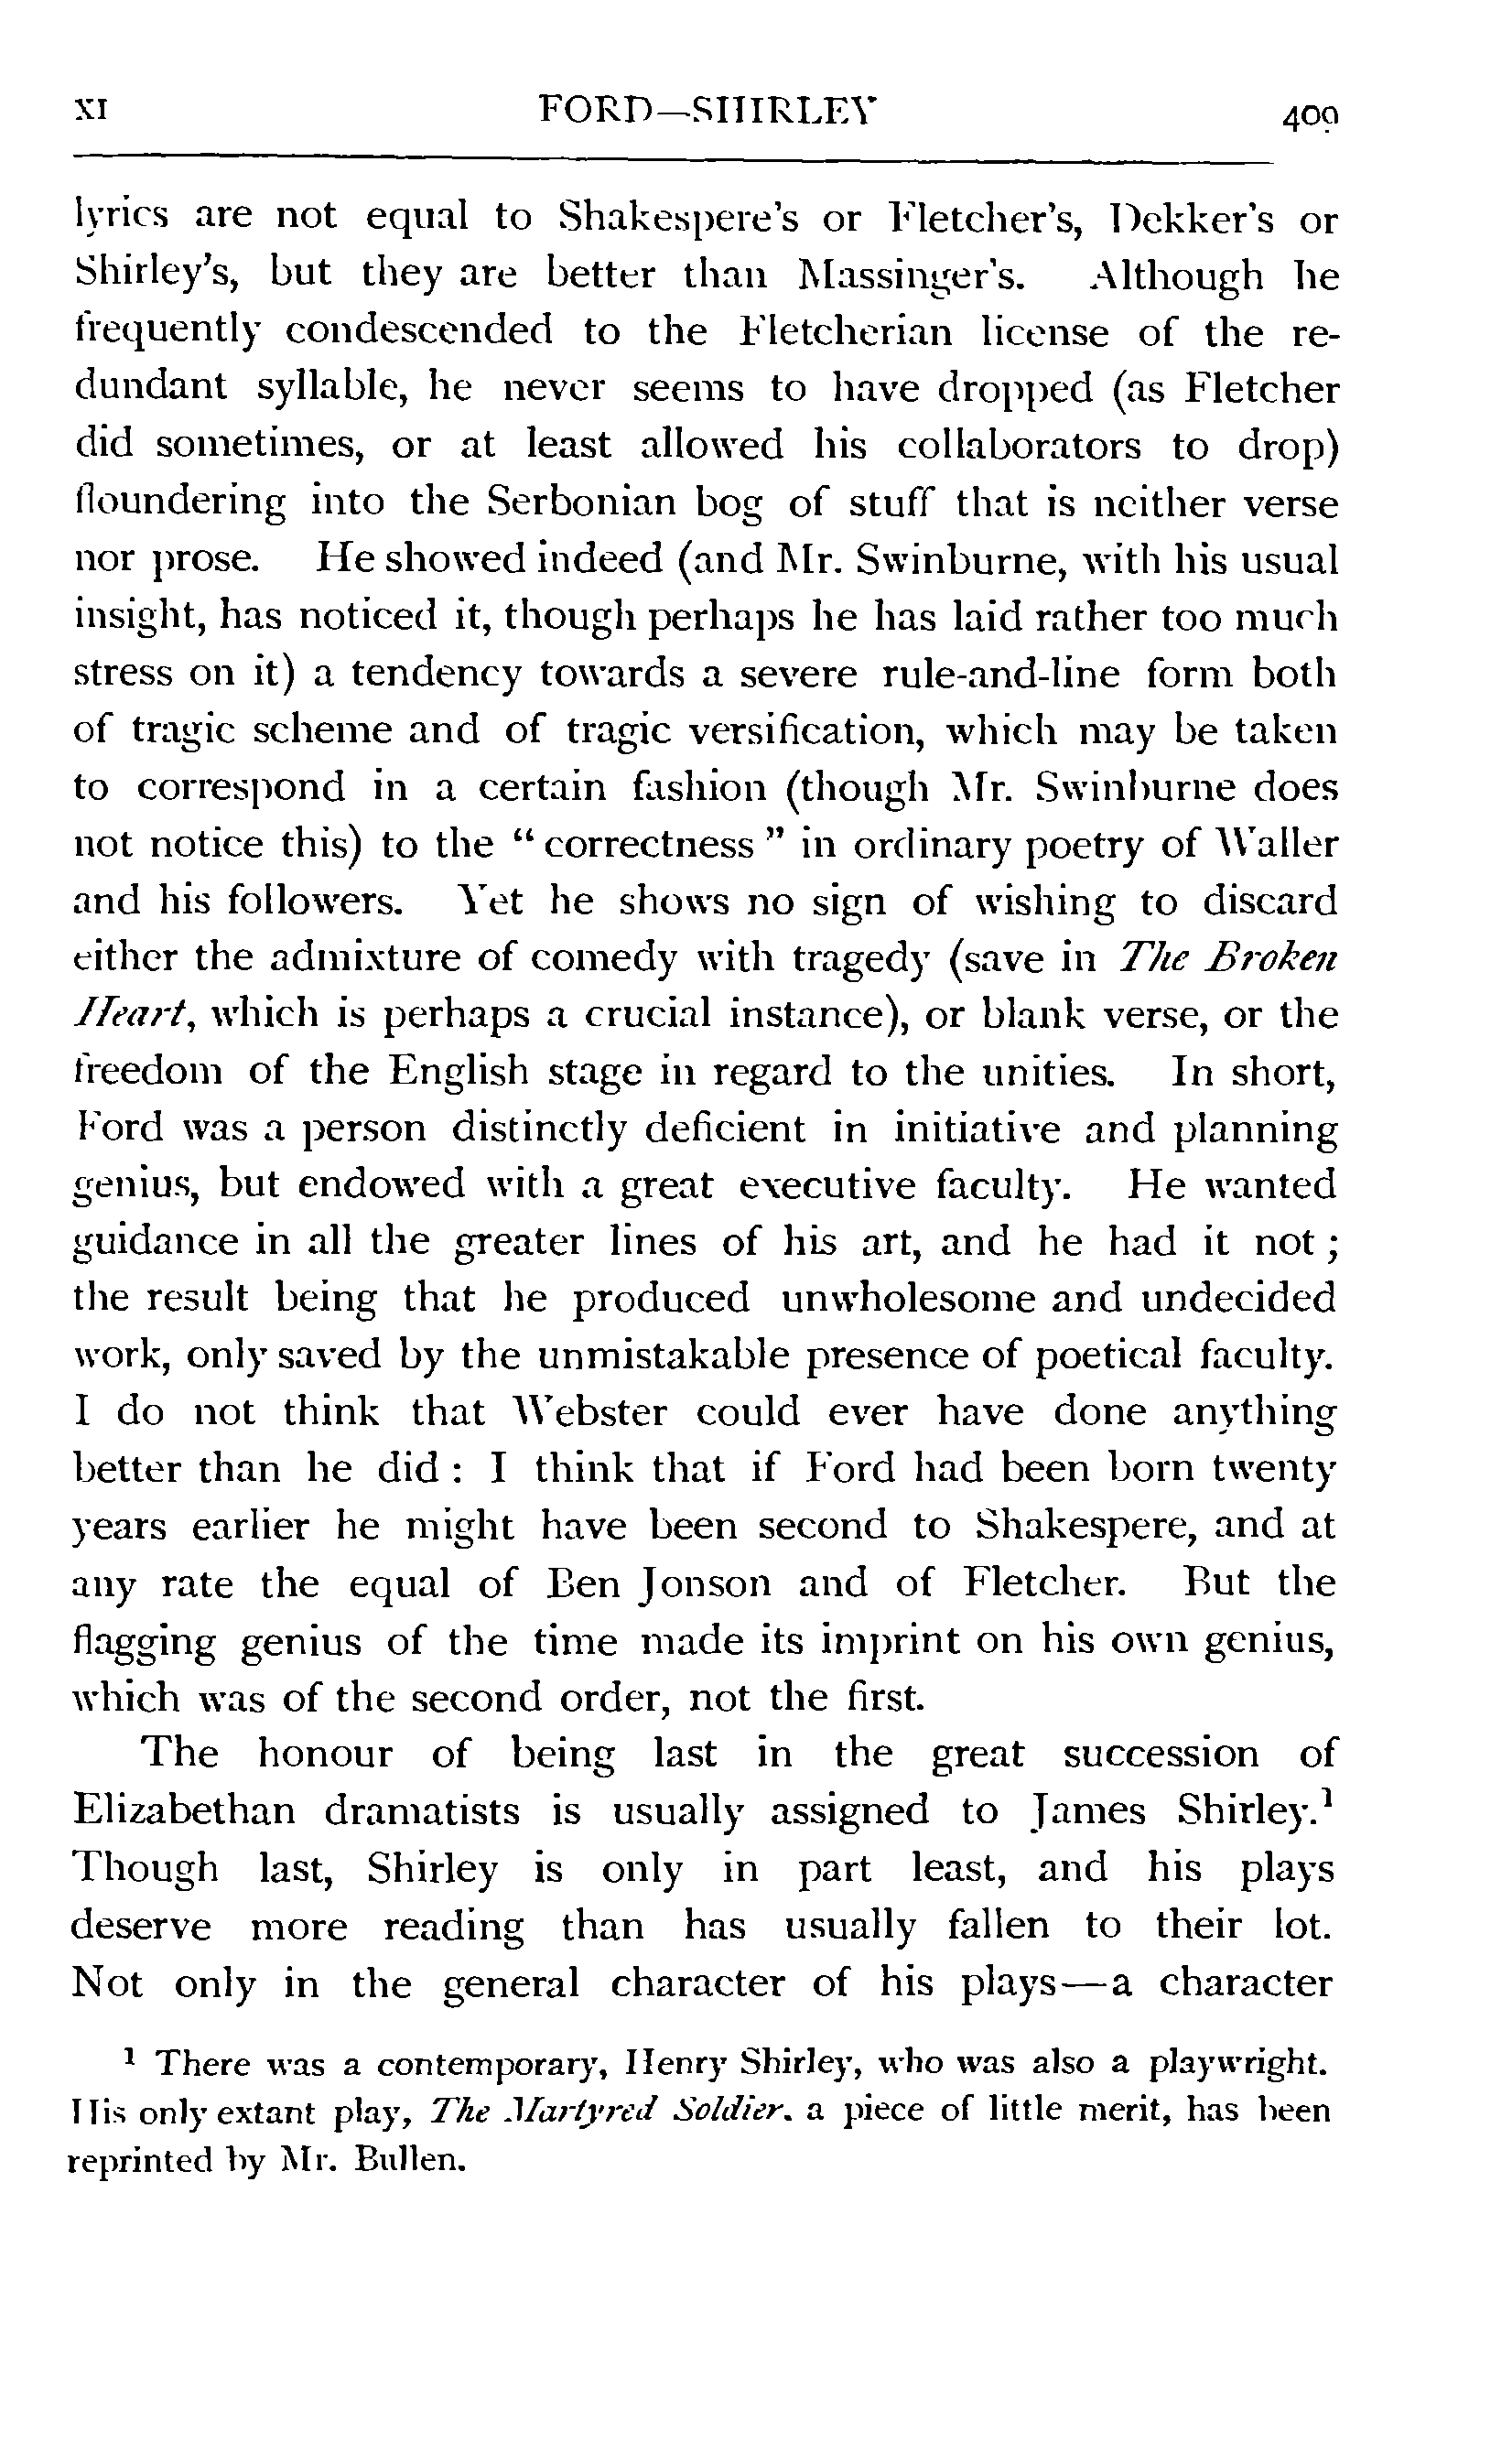 XI FORD—SHIRLEY 409
lyrics are not equal to Shakespere's or Fletcher's, Dekker's or
Shirley's, but they are better than Massinger's. Although he
frequently condescended to the Fletcherian license of the re-
dundant syllable, he never seems to have dropped (as Fletcher
did sometimes, or at least allowed his collaborators to drop)
floundering into the Serbonian bog of stuff that is neither verse
nor prose. He showed indeed (and Mr. Swinburne, with his usual
insight, has noticed it, though perhaps he has laid rather too much
stress on it) a tendency towards a severe rule-and-line form both
of tragic scheme and of tragic versification, which may be taken
to correspond in a certain fashion (though Mr. Swinburne does
not notice this) to the "correctness" in ordinary poetry of Waller
and his followers. Yet he shows no sign of wishing to discard
either the admixture of comedy with tragedy (save in The Broken
Heart, which is perhaps a crucial instance), or blank verse, or the
freedom of the English stage in regard to the unities. In short,
Ford was a person distinctly deficient in initiative and planning
genius, but endowed with a great executive faculty. He wanted
guidance in all the greater lines of his art, and he had it not;
the result being that he produced unwholesome and undecided
work, only saved by the unmistakable presence of poetical faculty.
I do not think that Webster could ever have done anything
better than he did: I think that if Ford had been born twenty
years earlier he might have been second to Shakespere, and at
any rate the equal of Ben Jonson and of Fletcher. But the
flagging genius of the time made its imprint on his own genius,
which was of the second order, not the first.
The honour of being last in the great succession of
Elizabethan dramatists is usually assigned to James Shirley.¹
Though last, Shirley is only in part least, and his plays
deserve more reading than has usually fallen to their lot.
Not only in the general character of his plays—a character
¹ There was a contemporary, Henry Shirley, who was also a playwright.
His only extant play, The Martyred Soldier, a piece of little merit, has been
reprinted by Mr. Bullen.